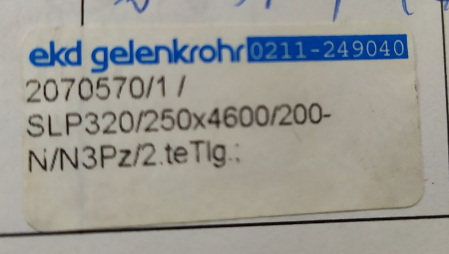 ekd gelenkrohr 0211-249040
2070570/1 /
SLP320/250x4600/200-
N/N3Pz/2.teTlg.: